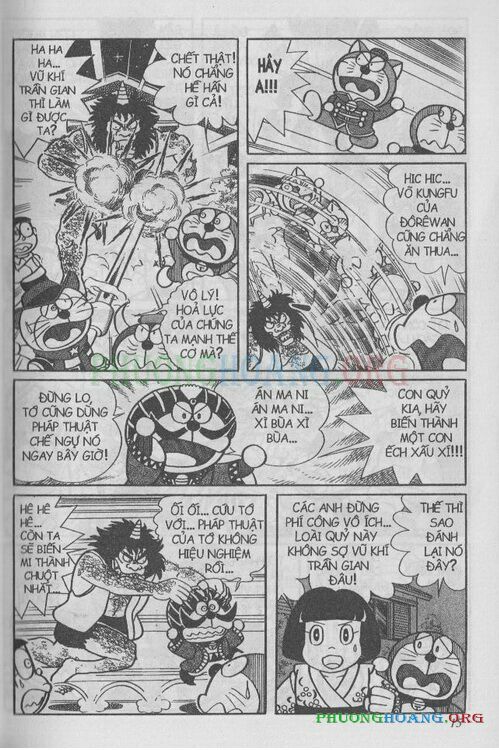 HA HA
HA...
VŨ KHÍ
TRẦN GIAN
THÌ LÀM
GÌ ĐƯỢC
TA?
CHẾT THẬT!
NÓ CHẲNG
HỀ HẤN
GÌ CẢ!
VÔ LÝ!
HOẢ LỰC
CỦA CHÚNG
TA MẠNH THẾ
CƠ MÀ?
HÂY
A!!!
HIC HIC...
VÕ KUNGFU
CỦA
ĐÔRÊWAN
CŨNG CHẲNG
ĂN THUA...
PHUONGHOANG.ORG
ĐỪNG LO,
TỚ CŨNG DÙNG
PHÁP THUẬT
CHẾ NGỰ NÓ
NGAY BÂY GIỜ!
ÁN MA NI
ÁN MA NI...
XÌ BÙA XÌ
BÙA...
CON QUỶ
KIA, HÃY
BIẾN THÀNH
MỘT CON
ẾCH XẤU XÍ!!!
HÊ HÊ
HÊ...
CÒN TA
SẼ BIẾN
MI THÀNH
CHUỘT
NHẮT...
ỐI ỐI... CỨU TỚ
VỚI... PHÁP THUẬT
CỦA TỚ KHÔNG
HIỆU NGHIỆM
RỒI...
CÁC ANH ĐỪNG
PHÍ CÔNG VÔ ÍCH...
LOÀI QUỶ NÀY
KHÔNG SỢ VŨ KHÍ
TRẦN GIAN
ĐÂU!
THẾ THÌ
SAO
ĐÁNH
LẠI NÓ
ĐÂY?
PHUONGHOANG.ORG